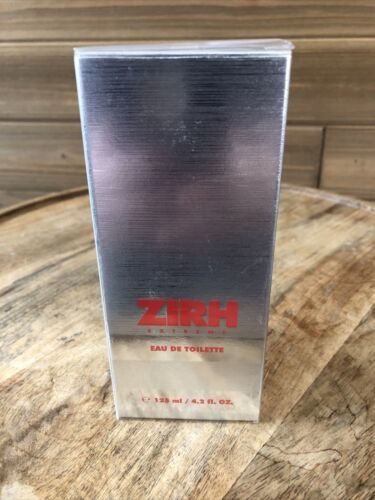 ZIRH
EXTREME
EAU DE TOILETTE
℮ 125 ml / 4.2 fl. OZ.